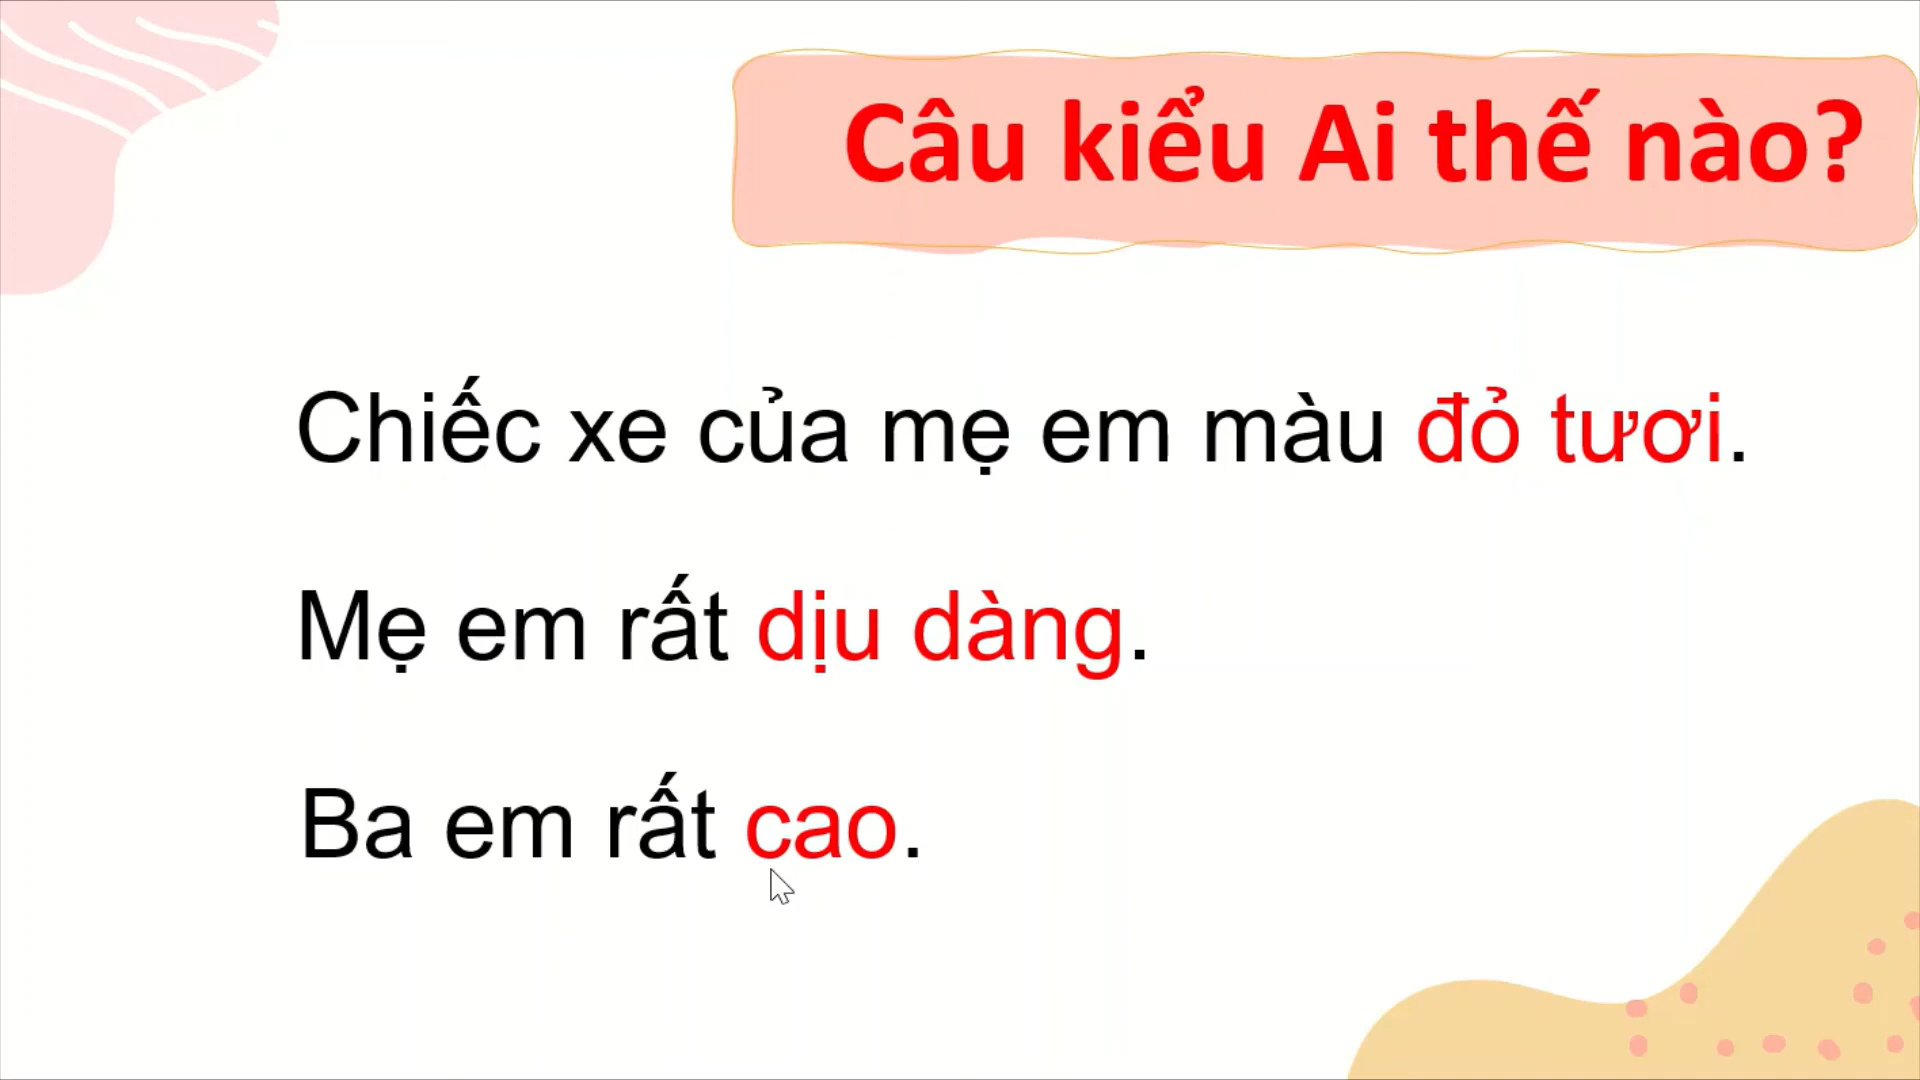 Câu kiểu Ai thế nào?
Chiếc xe của mẹ em màu đỏ tươi.
Mẹ em rất dịu dàng.
Ba em rất cao.